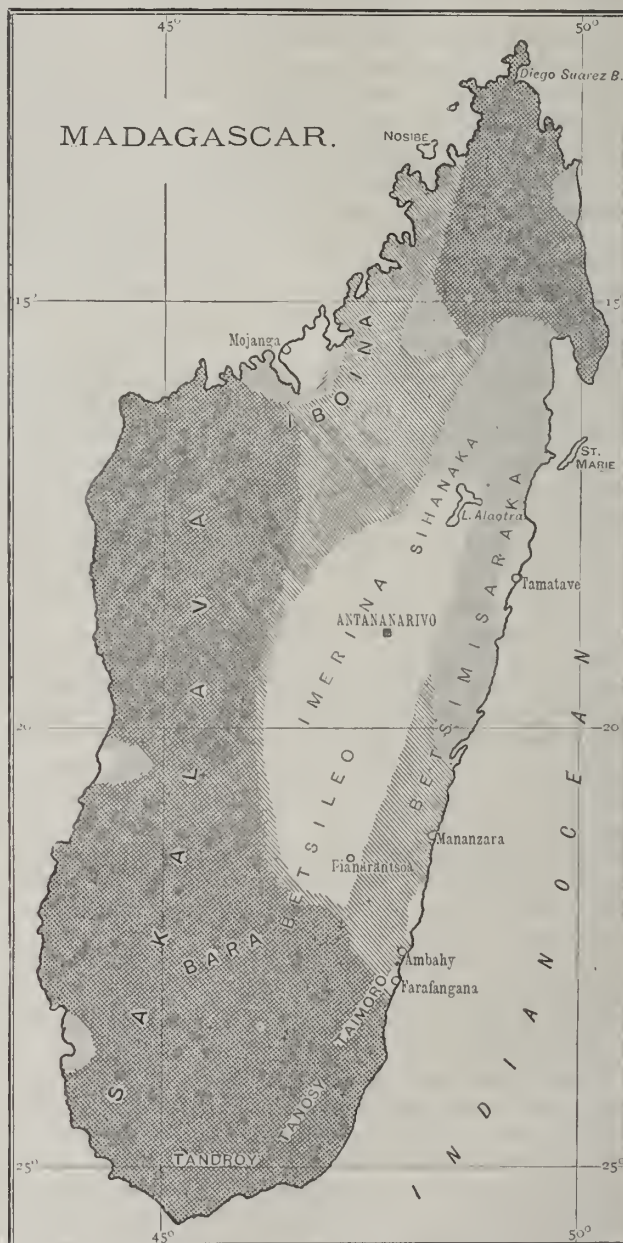 45° 50°
Diego Suarez B.
MADAGASCAR.
NOSIBE
15° 15°
Mojanga
IBOINA
ST. MARIE
SIHANAKA
L. Alaotra
Tamatave
ANTANANARIVO
IMERINA
BETSIMISARAKA
20
20
BETSILEO
Mananzara
Fianarantsoa
BARA
SAKALAVA
Ambahy
TAIMORO
Farafangana
TANOSY
TANDROY
25° 25°
INDIAN OCEAN
45° 50°